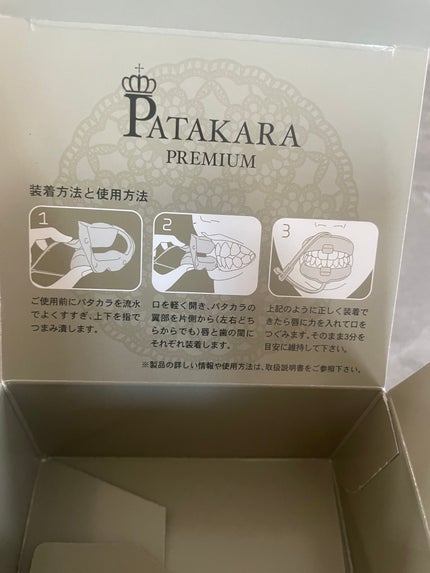 PATAKARA
PREMIUM
装着方法と使用方法
1
ご使用前にパタカラを流水
でよくすすぎ、上下を指で
つまみ潰します。
2
口を軽く開き、パタカラの
翼部を片側から(左右どち
らからでも)唇と歯の間に
それぞれ装着します。
3
上記のように正しく装着で
きたら唇に力を入れて口を
つぐみます。そのまま3分を
目安に維持して下さい。
※製品の詳しい情報や使用方法は、取扱説明書をご参照下さい。